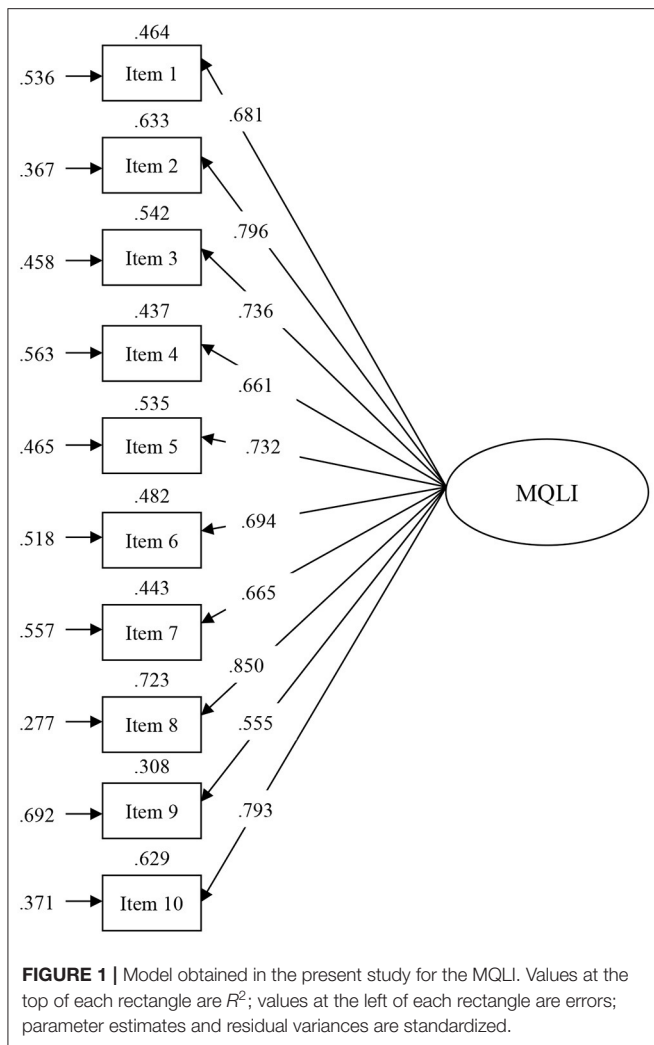 .464
.536 Item 1
.681
.633
.367 Item 2
.796
.542
.458 Item 3
.736
.437
.563 Item 4
.661
.535
.465 Item 5
.732
.482
.518 Item 6
.694
.443
.557 Item 7
.665
.850
.723
.277 Item 8
.555
.308
.692 Item 9
.793
.629
.371 Item 10
MQLI
FIGURE 1 | Model obtained in the present study for the MQLI. Values at the
top of each rectangle are R²; values at the left of each rectangle are errors;
parameter estimates and residual variances are standardized.